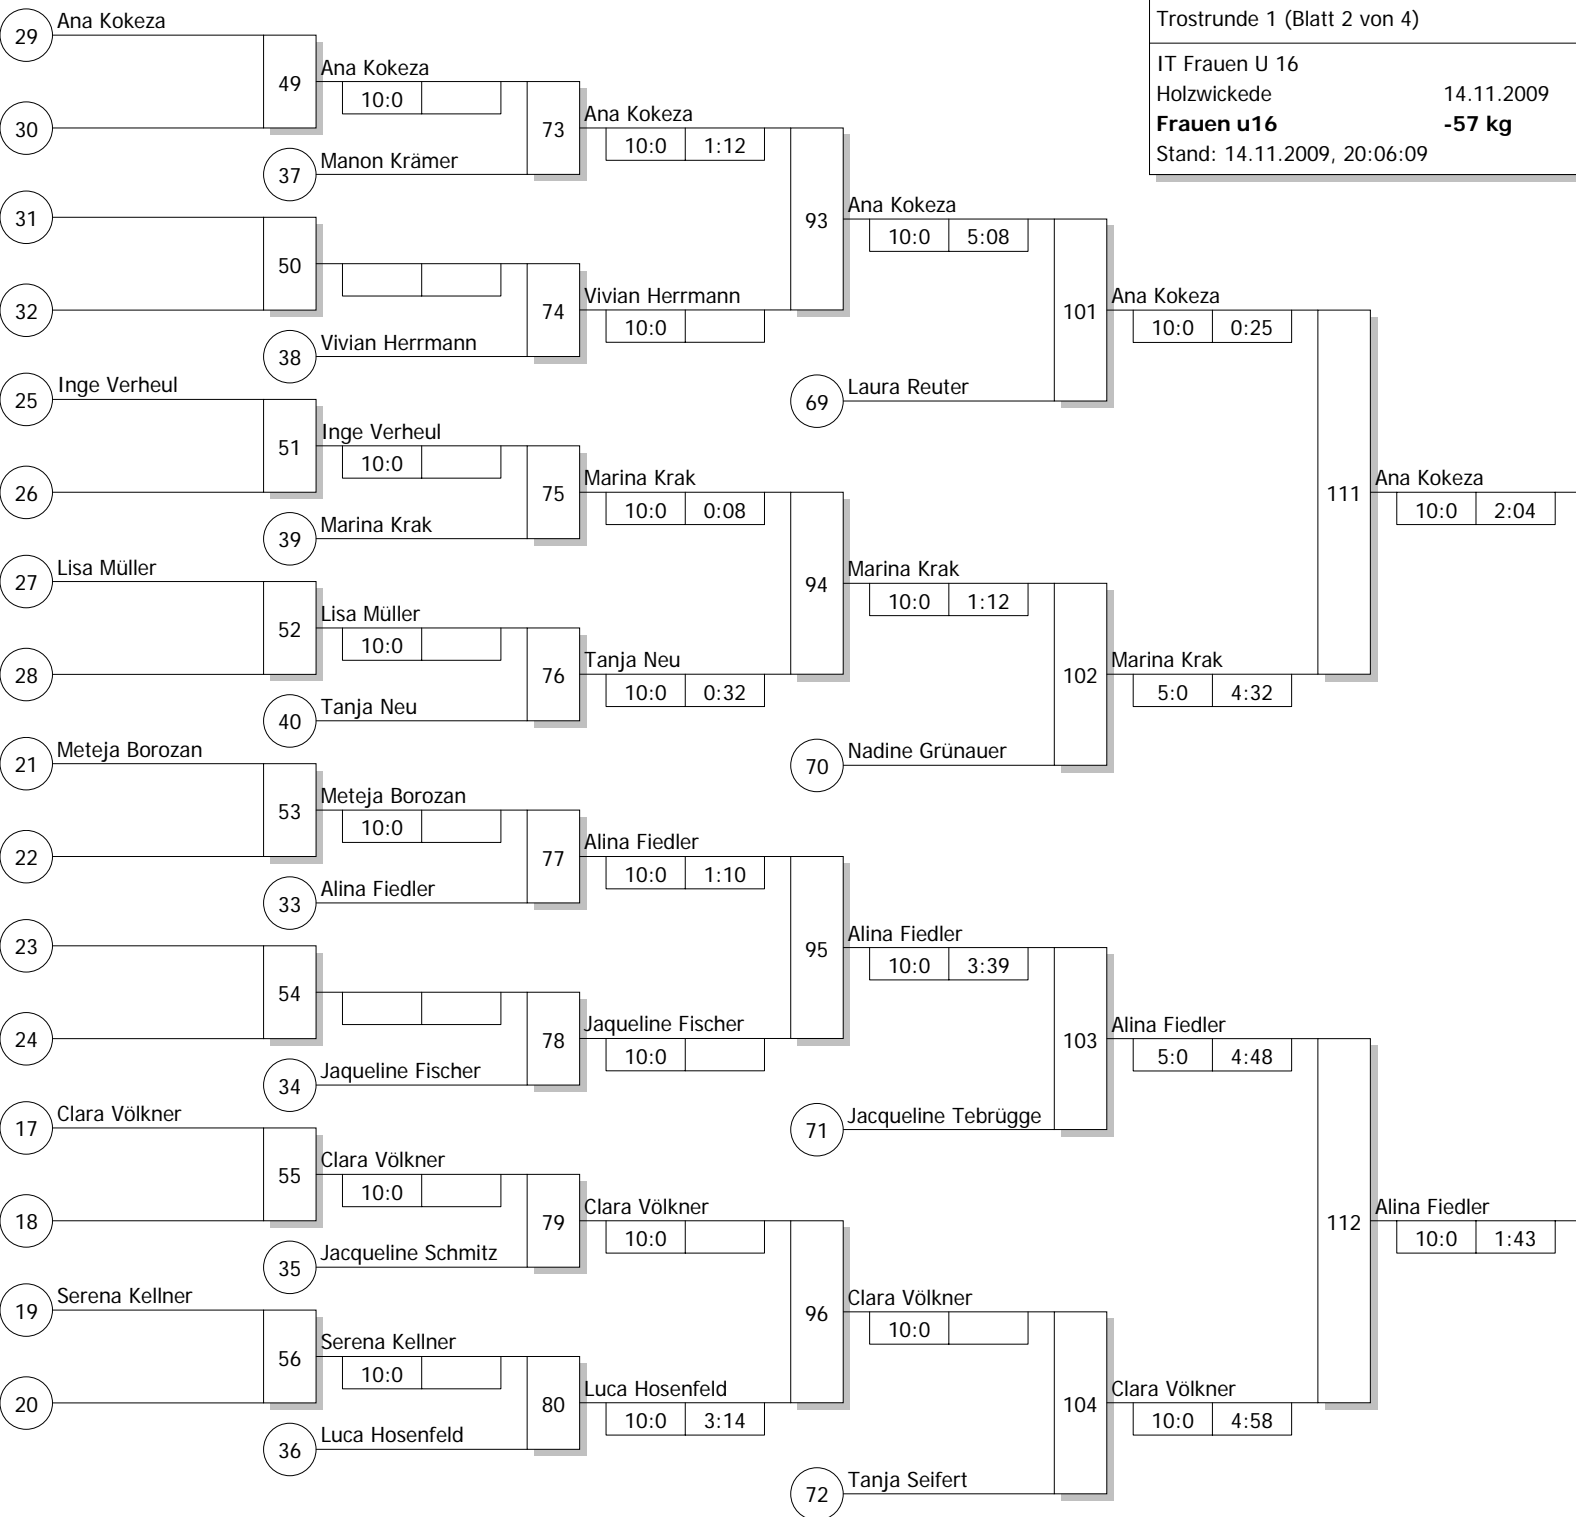 Trostrunde 1 (Blatt 2 von 4)
IT Frauen U 16
Holzwickede 14.11.2009
Frauen u16 -57 kg
Stand: 14.11.2009, 20:06:09
29 Ana Kokeza
30
31
32
25 Inge Verheul
26
27 Lisa Müller
28
21 Meteja Borozan
22
23
24
17 Clara Völkner
18
19 Serena Kellner
20
49 Ana Kokeza
10:0
37 Manon Krämer
50
38 Vivian Herrmann
51 Inge Verheul
10:0
39 Marina Krak
52 Lisa Müller
10:0
40 Tanja Neu
53 Meteja Borozan
10:0
33 Alina Fiedler
54
34 Jaqueline Fischer
55 Clara Völkner
10:0
35 Jacqueline Schmitz
56 Serena Kellner
10:0
36 Luca Hosenfeld
73 Ana Kokeza
10:0 1:12
74 Vivian Herrmann
10:0
75 Marina Krak
10:0 0:08
76 Tanja Neu
10:0 0:32
77 Alina Fiedler
10:0 1:10
78 Jaqueline Fischer
10:0
79 Clara Völkner
10:0
80 Luca Hosenfeld
10:0 3:14
93 Ana Kokeza
10:0 5:08
69 Laura Reuter
94 Marina Krak
10:0 1:12
70 Nadine Grünauer
95 Alina Fiedler
10:0 3:39
71 Jacqueline Tebrügge
96 Clara Völkner
10:0
72 Tanja Seifert
101 Ana Kokeza
10:0 0:25
102 Marina Krak
5:0 4:32
103 Alina Fiedler
5:0 4:48
104 Clara Völkner
10:0 4:58
111 Ana Kokeza
10:0 2:04
112 Alina Fiedler
10:0 1:43